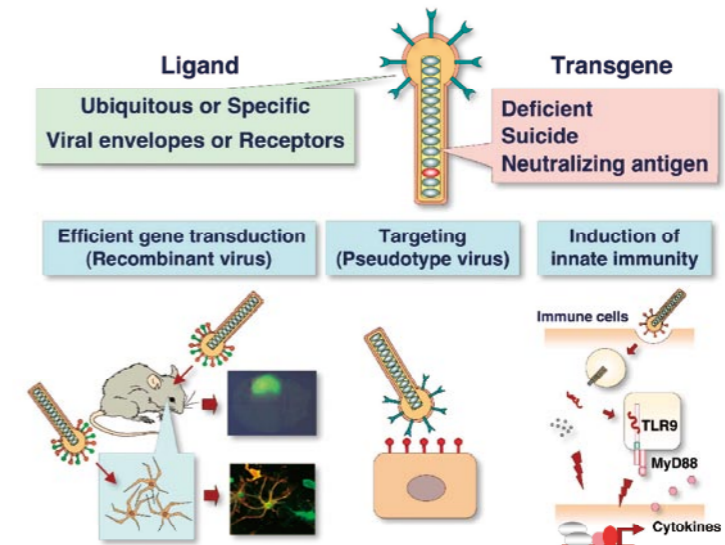 Ligand
Ubiquitous or Specific
Viral envelopes or Receptors
Transgene
Deficient
Suicide
Neutralizing antigen
Efficient gene transduction
(Recombinant virus)
Targeting
(Pseudotype virus)
Induction of
innate immunity
Immune cells
TLR9
MyD88
Cytokines